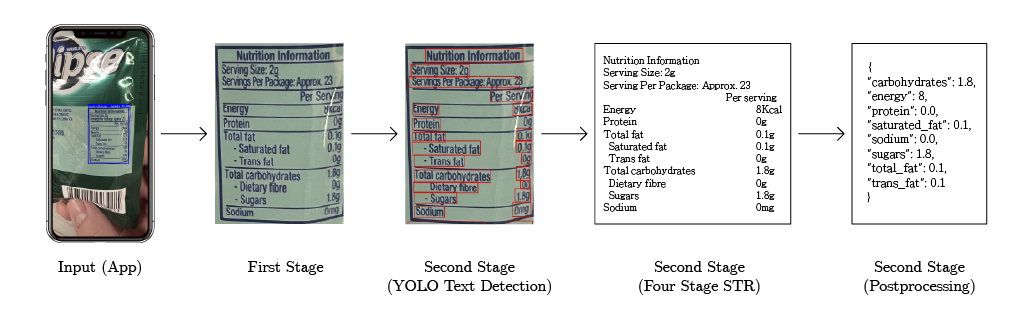 ipse
Nutrition Information
Serving Size: 2g
Servings Per Package: Approx. 23
Per Serving
Energy 8Kcal
Protein 0g
Total fat 0.1g
- Saturated fat 0.1g
- Trans fat 0g
Total carbohydrates 1.8g
- Dietary fibre 0g
- Sugars 1.8g
Sodium 0mg
Nutrition Information
Serving Size: 2g
Servings Per Package: Approx. 23
Per Serving
Energy 8Kcal
Protein 0g
Total fat 0.1g
- Saturated fat 0.1g
- Trans fat 0g
Total carbohydrates 1.8g
Dietary fibre 0g
- Sugars 1.8g
Sodium 0mg
Nutrition Information
Serving Size: 2g
Serving Per Package: Approx. 23
Per serving
Energy 8Kcal
Protein 0g
Total fat 0.1g
Saturated fat 0.1g
Trans fat 0g
Total carbohydrates 1.8g
Dietary fibre 0g
Sugars 1.8g
Sodium 0mg
{
"carbohydrates": 1.8,
"energy": 8,
"protein": 0.0,
"saturated_fat": 0.1,
"sodium": 0.0,
"sugars": 1.8,
"total_fat": 0.1,
"trans_fat": 0.1
}
Input (App)
First Stage
Second Stage
(YOLO Text Detection)
Second Stage
(Four Stage STR)
Second Stage
(Postprocessing)